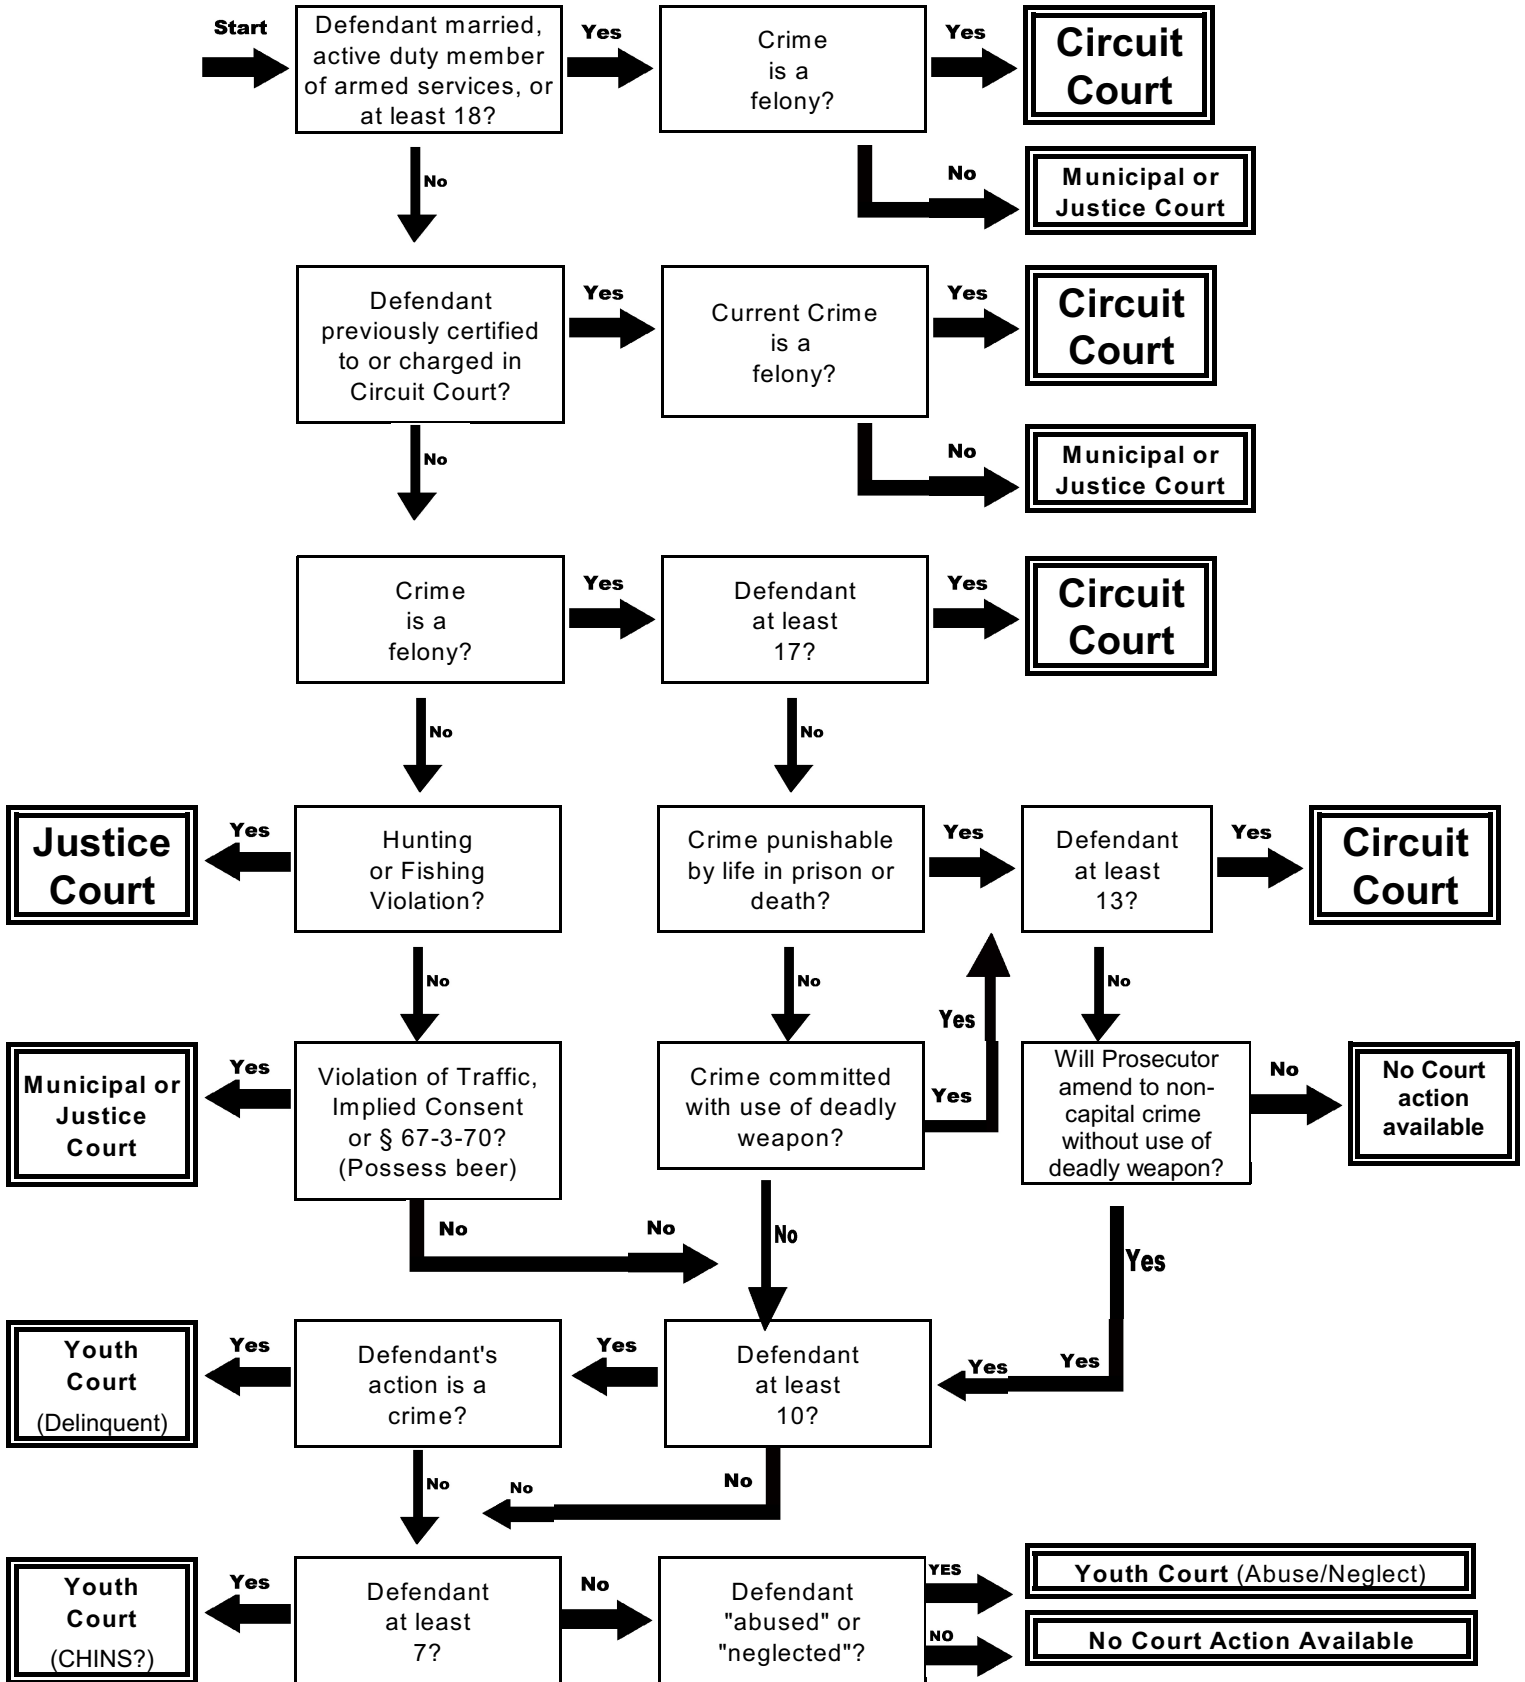 Start
Defendant married,
active duty member
of armed services, or
at least 18?
Yes
Crime
is a
felony?
Yes
Circuit
Court
No
No
Municipal or
Justice Court
Defendant
previously certified
to or charged in
Circuit Court?
Yes
Current Crime
is a
felony?
Yes
Circuit
Court
No
No
Municipal or
Justice Court
Crime
is a
felony?
Yes
Defendant
at least
17?
Yes
Circuit
Court
No
No
Justice
Court
Yes
Hunting
or Fishing
Violation?
Crime punishable
by life in prison or
death?
Yes
Defendant
at least
13?
Yes
Circuit
Court
No
No
Yes
No
Municipal or
Justice
Court
Yes
Violation of Traffic,
Implied Consent
or § 67-3-70?
(Possess beer)
Crime committed
with use of deadly
weapon?
Yes
Will Prosecutor
amend to non-
capital crime
without use of
deadly weapon?
No
No Court
action
available
No
No
No
Yes
Youth
Court
(Delinquent)
Yes
Defendant's
action is a
crime?
Yes
Defendant
at least
10?
Yes
Yes
No
No
No
Youth
Court
(CHINS?)
Yes
Defendant
at least
7?
No
Defendant
"abused" or
"neglected"?
YES
Youth Court (Abuse/Neglect)
NO
No Court Action Available